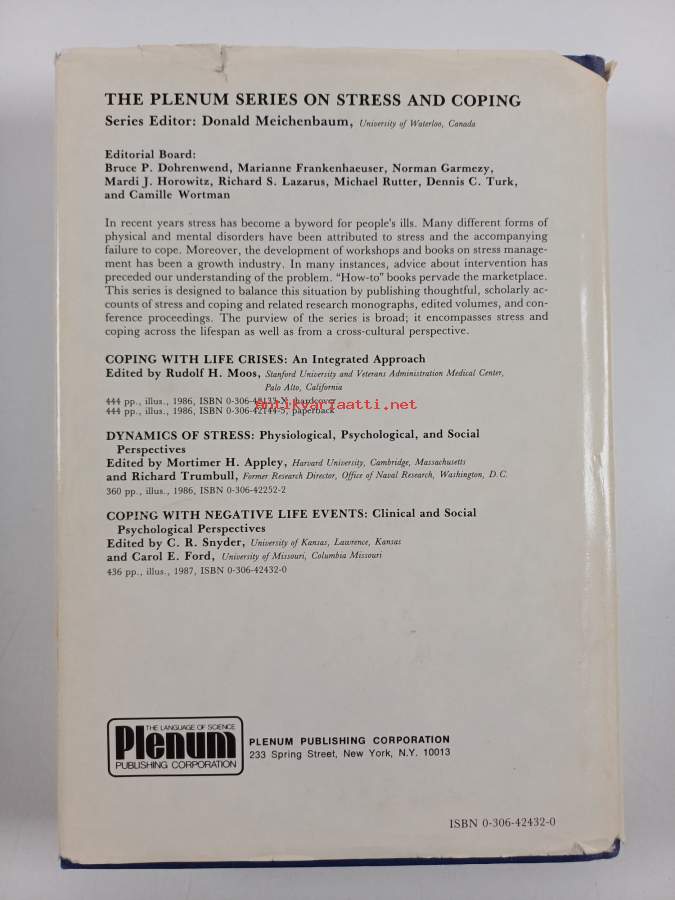 THE PLENUM SERIES ON STRESS AND COPING
Series Editor: Donald Meichenbaum, University of Waterloo, Canada
Editorial Board:
Bruce P. Dohrenwend, Marianne Frankenhaeuser, Norman Garmezy,
Mardi J. Horowitz, Richard S. Lazarus, Michael Rutter, Dennis C. Turk,
and Camille Wortman
In recent years stress has become a byword for people's ills. Many different forms of
physical and mental disorders have been attributed to stress and the accompanying
failure to cope. Moreover, the development of workshops and books on stress manage-
ment has been a growth industry. In many instances, advice about intervention has
preceded our understanding of the problem. “How-to” books pervade the marketplace.
This series is designed to balance this situation by publishing thoughtful, scholarly ac-
counts of stress and coping and related research monographs, edited volumes, and con-
ference proceedings. The purview of the series is broad; it encompasses stress and
coping across the lifespan as well as from a cross-cultural perspective.
COPING WITH LIFE CRISES: An Integrated Approach
Edited by Rudolf H. Moos, Stanford University and Veterans Administration Medical Center,
Palo Alto, California
444 pp., illus., 1986, ISBN hardcover
antikvariaatti.net
444 pp., illus., 1986, ISBN paperback
DYNAMICS OF STRESS: Physiological, Psychological, and Social
Perspectives
Edited by Mortimer H. Appley, Harvard University, Cambridge, Massachusetts
and Richard Trumbull, Former Research Director, Office of Naval Research, Washington, D.C.
360 pp., illus., 1986, ISBN 0-306-42252-2
COPING WITH NEGATIVE LIFE EVENTS: Clinical and Social
Psychological Perspectives
Edited by C. R. Snyder, University of Kansas, Lawrence, Kansas
and Carol E. Ford, University of Missouri, Columbia Missouri
436 pp., illus., 1987, ISBN 0-306-42432-0
THE LANGUAGE OF SCIENCE
Plenum
PUBLISHING CORPORATION
PLENUM PUBLISHING CORPORATION
233 Spring Street, New York, N.Y. 10013
ISBN 0-306-42432-0